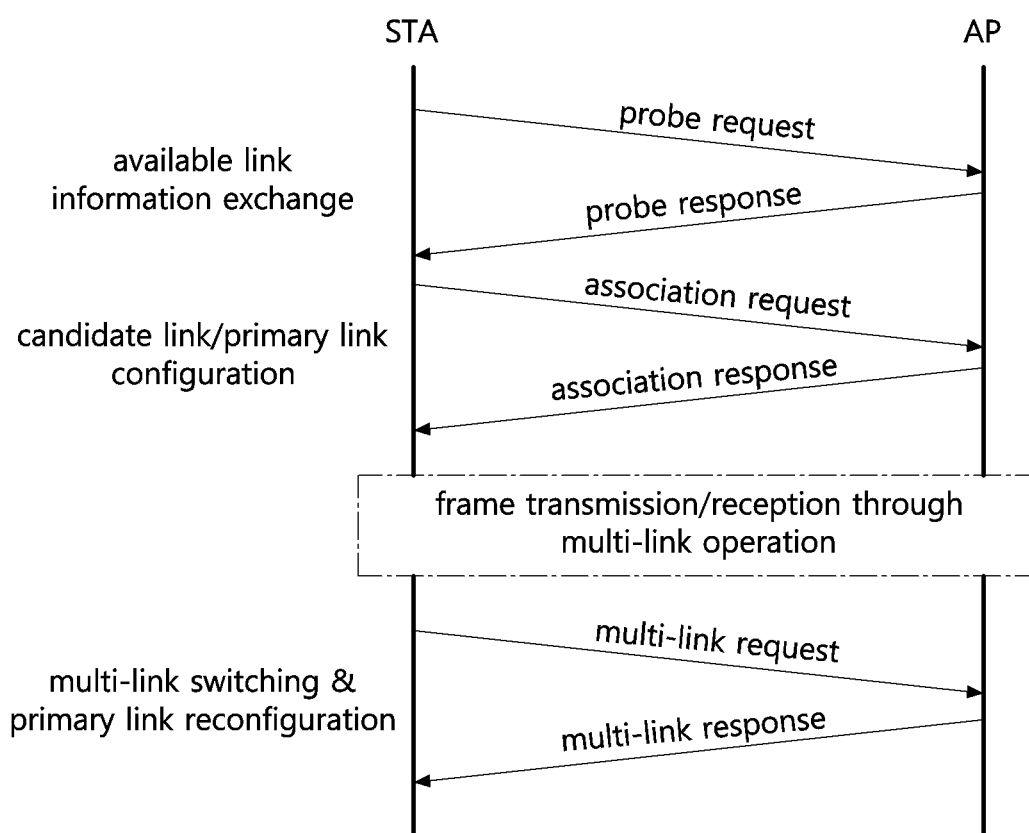 STA
AP
probe request
available link
information exchange
probe response
association request
candidate link/primary link
configuration
association response
frame transmission/reception through
multi-link operation
multi-link request
multi-link switching &
primary link reconfiguration
multi-link response